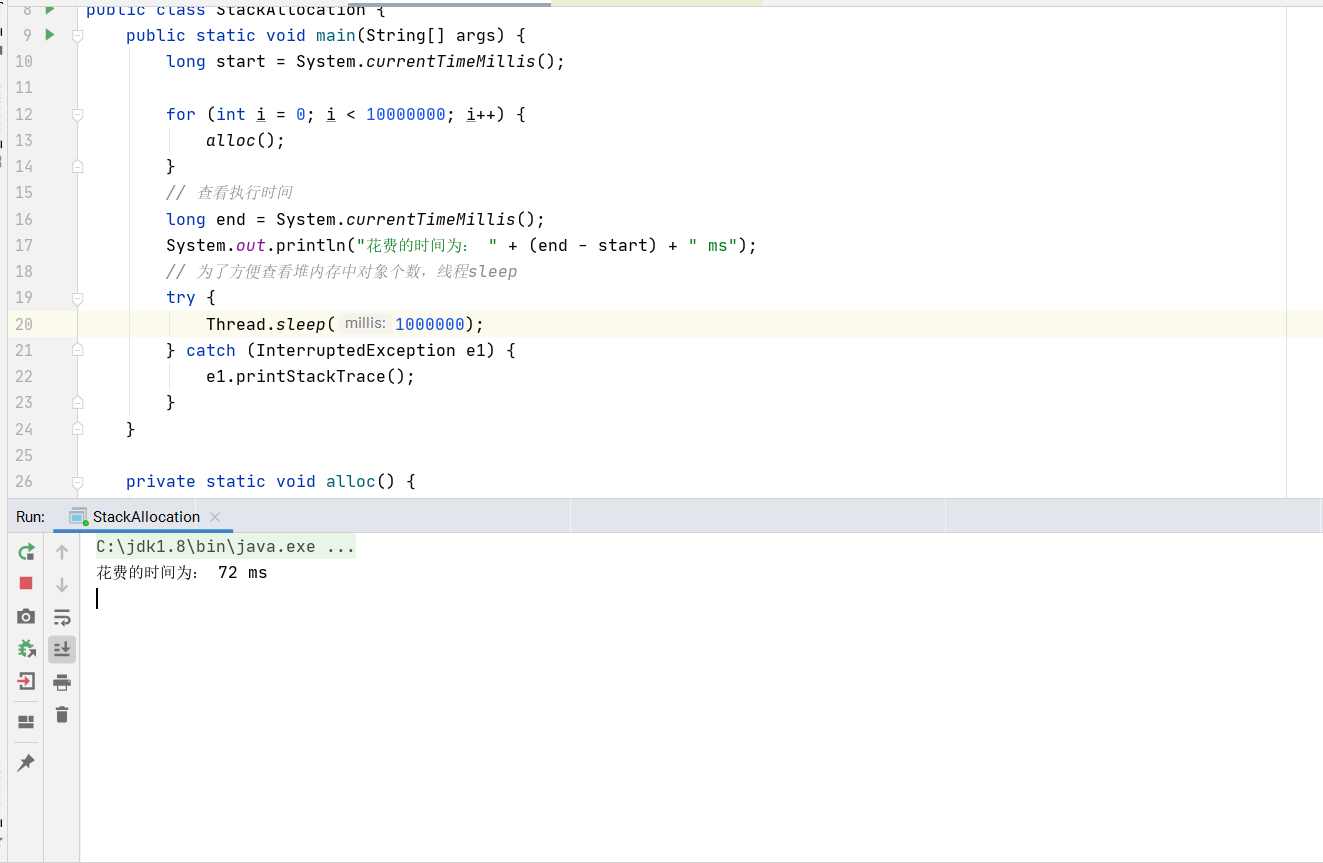 8 public class StackAllocation {
9 public static void main(String[] args) {
10 long start = System.currentTimeMillis();
11
12 for (int i = 0; i < 10000000; i++) {
13 alloc();
14 }
15 // 查看执行时间
16 long end = System.currentTimeMillis();
17 System.out.println("花费的时间为： " + (end - start) + " ms");
18 // 为了方便查看堆内存中对象个数，线程sleep
19 try {
20 Thread.sleep( millis: 1000000);
21 } catch (InterruptedException e1) {
22 e1.printStackTrace();
23 }
24 }
25
26 private static void alloc() {
Run: StackAllocation
C:\jdk1.8\bin\java.exe ...
花费的时间为： 72 ms